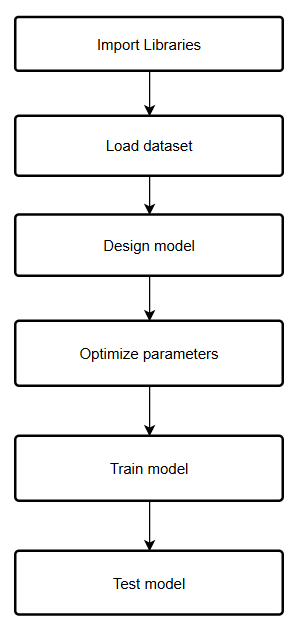 Import Libraries
Load dataset
Design model
Optimize parameters
Train model
Test model